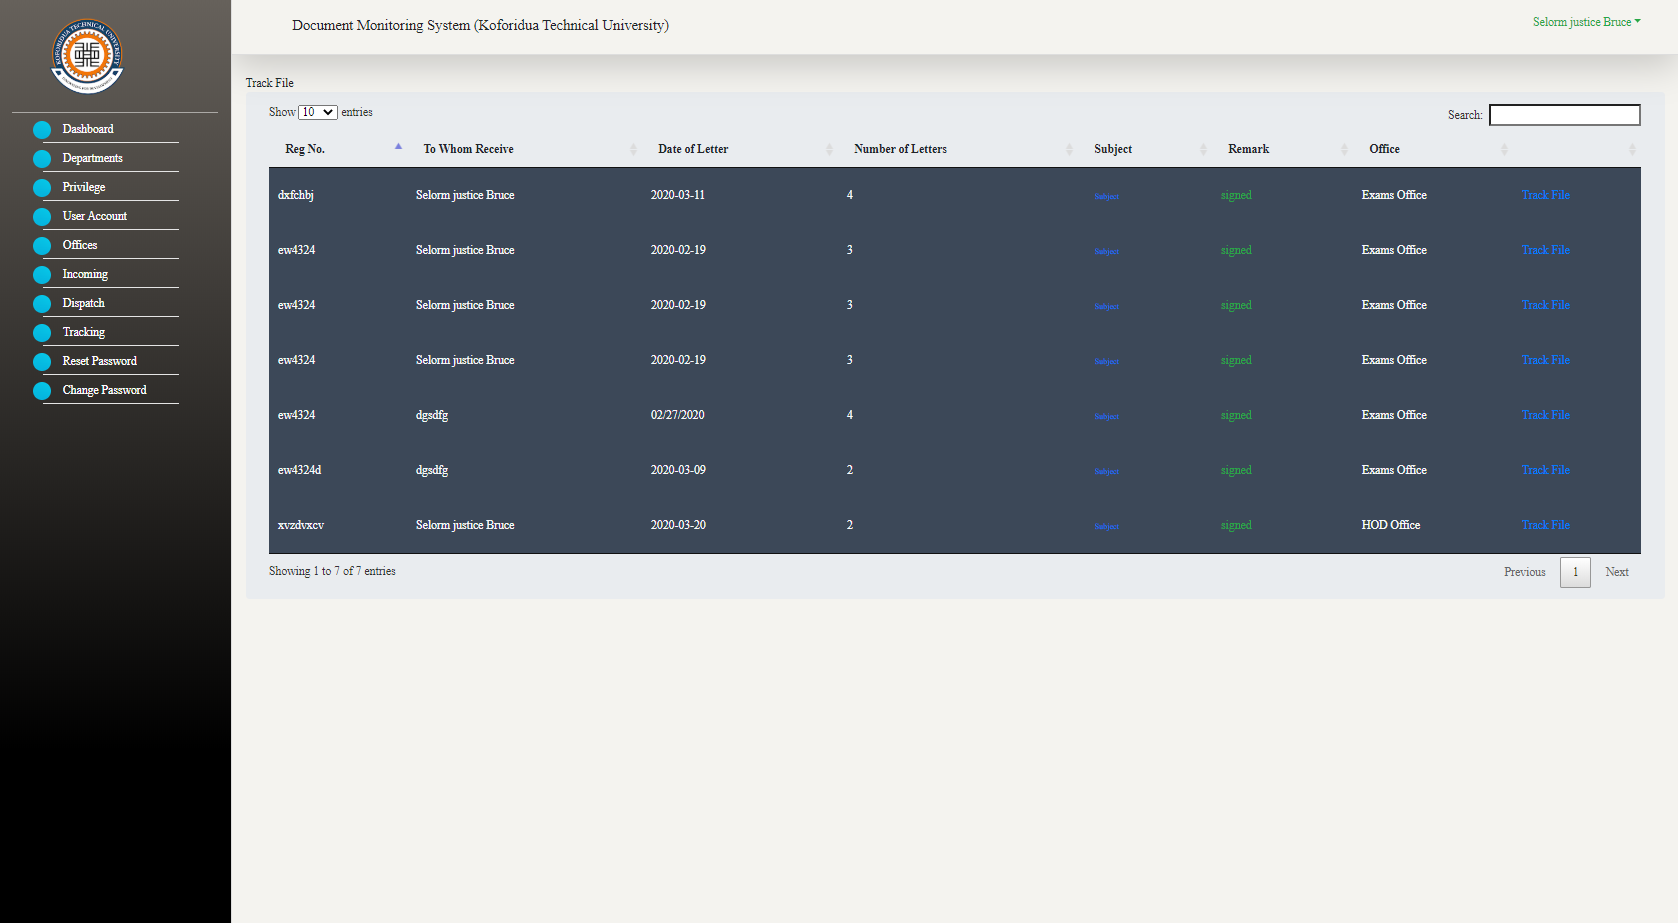 KOFORIDUA TECHNICAL UNIVERSITY
Document Monitoring System (Koforidua Technical University)
Selorm justice Bruce
Dashboard
Departments
Privilege
User Account
Offices
Incoming
Dispatch
Tracking
Reset Password
Change Password
Track File
Show 10 entries
Search:
Reg No. To Whom Receive Date of Letter Number of Letters Subject Remark Office
dxfchbj Selorm justice Bruce 2020-03-11 4 Subject signed Exams Office Track File
ew4324 Selorm justice Bruce 2020-02-19 3 Subject signed Exams Office Track File
ew4324 Selorm justice Bruce 2020-02-19 3 Subject signed Exams Office Track File
ew4324 Selorm justice Bruce 2020-02-19 3 Subject signed Exams Office Track File
ew4324 dgsdfg 02/27/2020 4 Subject signed Exams Office Track File
ew4324d dgsdfg 2020-03-09 2 Subject signed Exams Office Track File
xvzdvxcv Selorm justice Bruce 2020-03-20 2 Subject signed HOD Office Track File
Showing 1 to 7 of 7 entries
Previous 1 Next